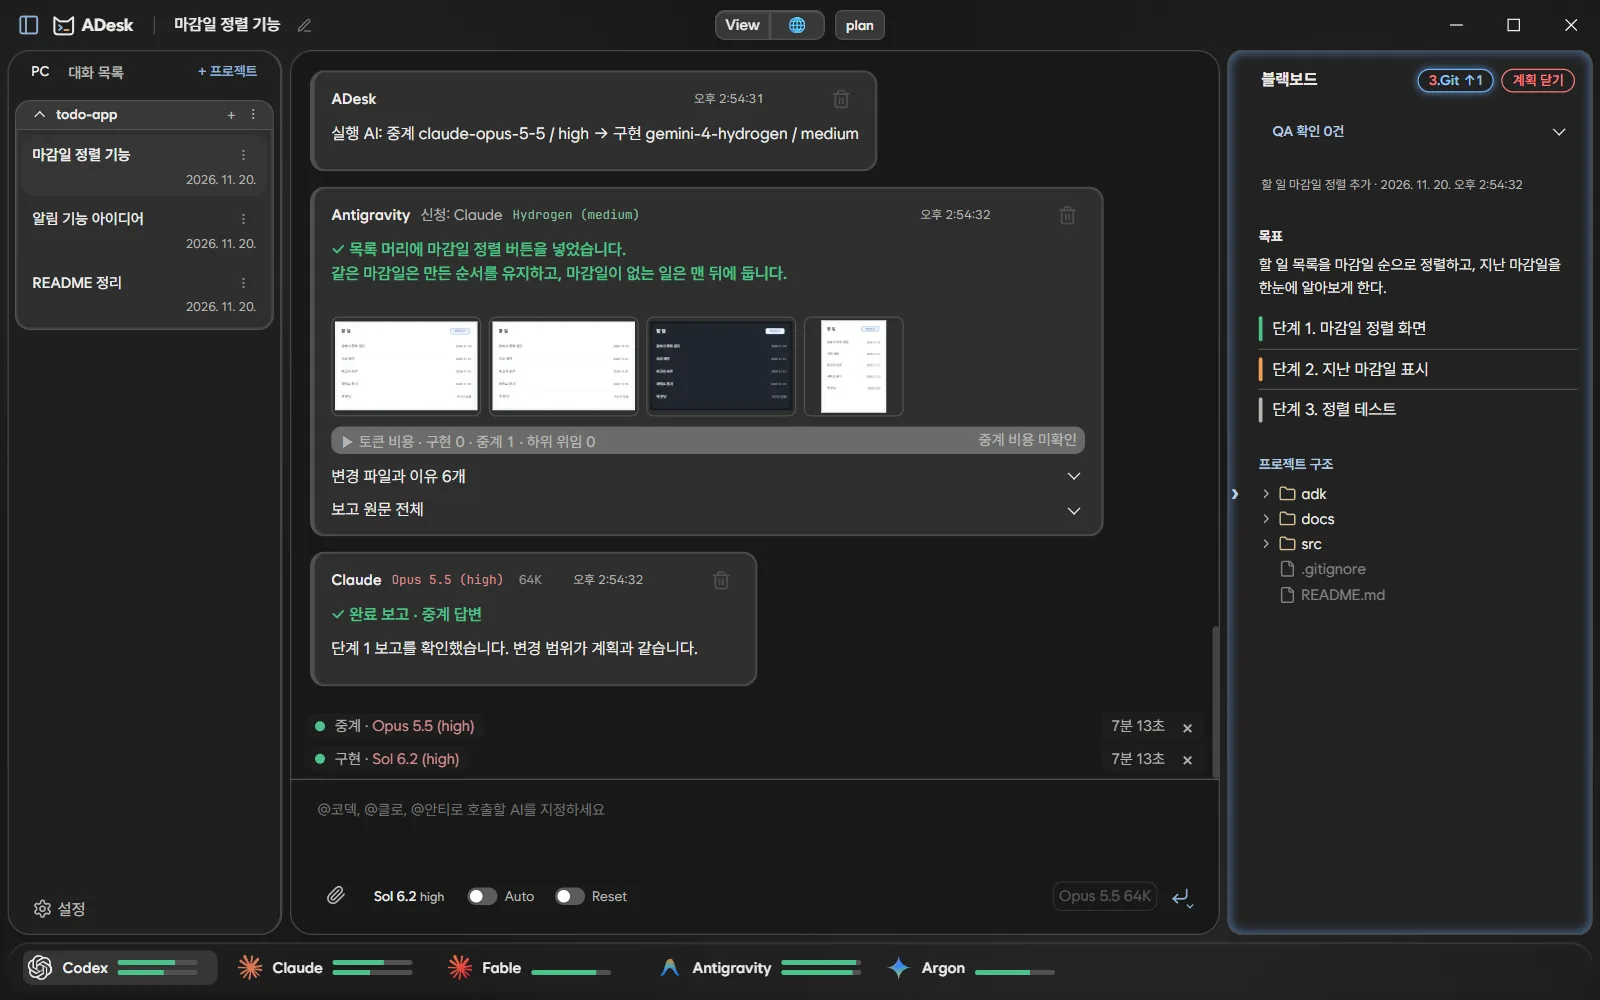 ADesk
마감일 정렬 기능
View
plan
PC
대화 목록
+ 프로젝트
todo-app
마감일 정렬 기능
2026. 11. 20.
알림 기능 아이디어
2026. 11. 20.
README 정리
2026. 11. 20.
설정
ADesk
오후 2:54:31
실행 AI: 중계 claude-opus-5-5 / high → 구현 gemini-4-hydrogen / medium
Antigravity 신청: Claude Hydrogen (medium)
오후 2:54:32
✓ 목록 머리에 마감일 정렬 버튼을 넣었습니다.
같은 마감일은 만든 순서를 유지하고, 마감일이 없는 일은 맨 뒤에 둡니다.
▶ 토큰 비용 · 구현 0 · 중계 1 · 하위 위임 0
중계 비용 미확인
변경 파일과 이유 6개
보고 원문 전체
Claude Opus 5.5 (high) 64K 오후 2:54:32
✓ 완료 보고 · 중계 답변
단계 1 보고를 확인했습니다. 변경 범위가 계획과 같습니다.
중계 · Opus 5.5 (high)
7분 13초
구현 · Sol 6.2 (high)
7분 13초
@코덱, @클로, @안티로 호출할 AI를 지정하세요
Sol 6.2 high
Auto
Reset
Opus 5.5 64K
블랙보드
3.Git ↑1
계획 닫기
QA 확인 0건
할 일 마감일 정렬 추가 · 2026. 11. 20. 오후 2:54:32
목표
할 일 목록을 마감일 순으로 정렬하고, 지난 마감일을
한눈에 알아보게 한다.
단계 1. 마감일 정렬 화면
단계 2. 지난 마감일 표시
단계 3. 정렬 테스트
프로젝트 구조
adk
docs
src
.gitignore
README.md
Codex
Claude
Fable
Antigravity
Argon